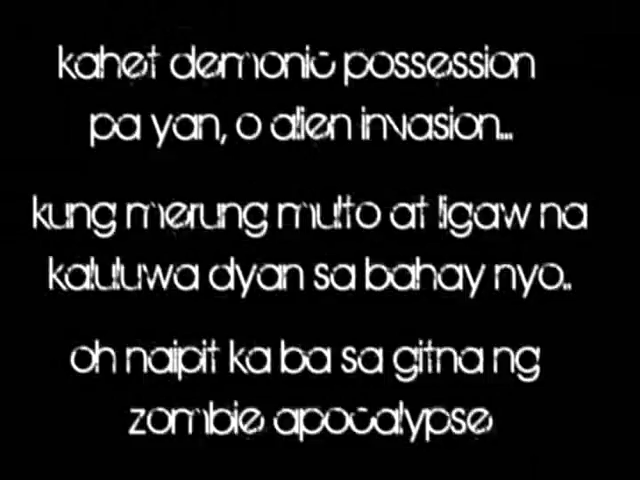 kahet demonic possession
pa yan, o alien invasion...
kung merung multo at ligaw na
kaluluwa dyan sa bahay nyo..
oh naipit ka ba sa gitna ng
zombie apocalypse